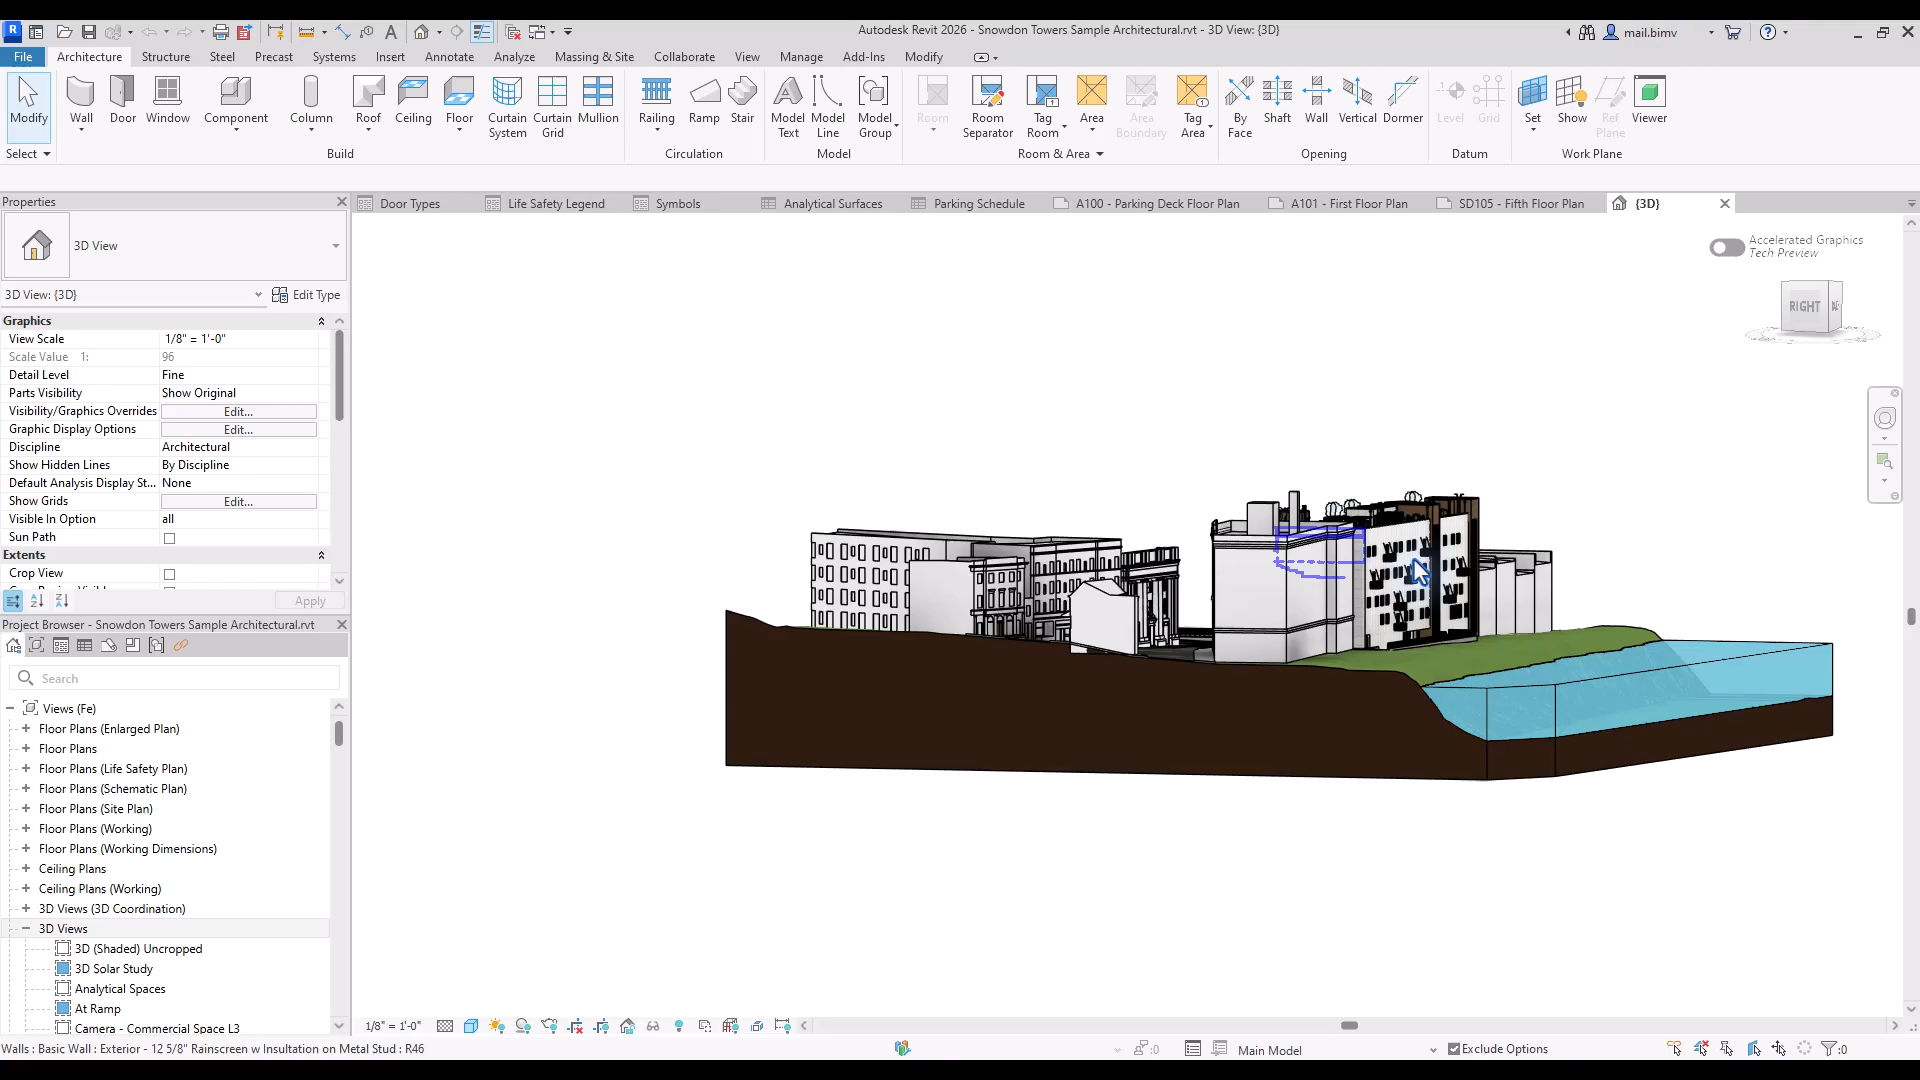 Autodesk Revit 2026 - Snowdon Towers Sample Architectural.rvt - 3D View: {3D}
mail.bimv
File Architecture Structure Steel Precast Systems Insert Annotate Analyze Massing & Site Collaborate View Manage Add-Ins Modify
Modify Wall Door Window Component Column Roof Ceiling Floor Curtain System Curtain Grid Mullion Railing Ramp Stair Model Text Model Line Model Group Room Room Separator Tag Room Area Area Boundary Tag Area By Face Shaft Wall Vertical Dormer Level Grid Set Show Ref Plane Viewer
Select Build Circulation Model Room & Area Opening Datum Work Plane
Properties
Door Types Life Safety Legend Symbols Analytical Surfaces Parking Schedule A100 - Parking Deck Floor Plan A101 - First Floor Plan SD105 - Fifth Floor Plan {3D}
3D View
Accelerated Graphics
Tech Preview
3D View: {3D} Edit Type
RIGHT
Graphics
View Scale 1/8" = 1'-0"
Scale Value 1: 96
Detail Level Fine
Parts Visibility Show Original
Visibility/Graphics Overrides Edit...
Graphic Display Options Edit...
Discipline Architectural
Show Hidden Lines By Discipline
Default Analysis Display St... None
Show Grids Edit...
Visible In Option all
Sun Path
Extents
Crop View
Apply
Project Browser - Snowdon Towers Sample Architectural.rvt
Search
Views (Fe)
Floor Plans (Enlarged Plan)
Floor Plans
Floor Plans (Life Safety Plan)
Floor Plans (Schematic Plan)
Floor Plans (Site Plan)
Floor Plans (Working)
Floor Plans (Working Dimensions)
Ceiling Plans
Ceiling Plans (Working)
3D Views (3D Coordination)
3D Views
3D (Shaded) Uncropped
3D Solar Study
Analytical Spaces
At Ramp
Camera - Commercial Space L3
1/8" = 1'-0"
Walls : Basic Wall : Exterior - 12 5/8" Rainscreen w Insultation on Metal Stud : R46
:0
Main Model
Exclude Options
:0